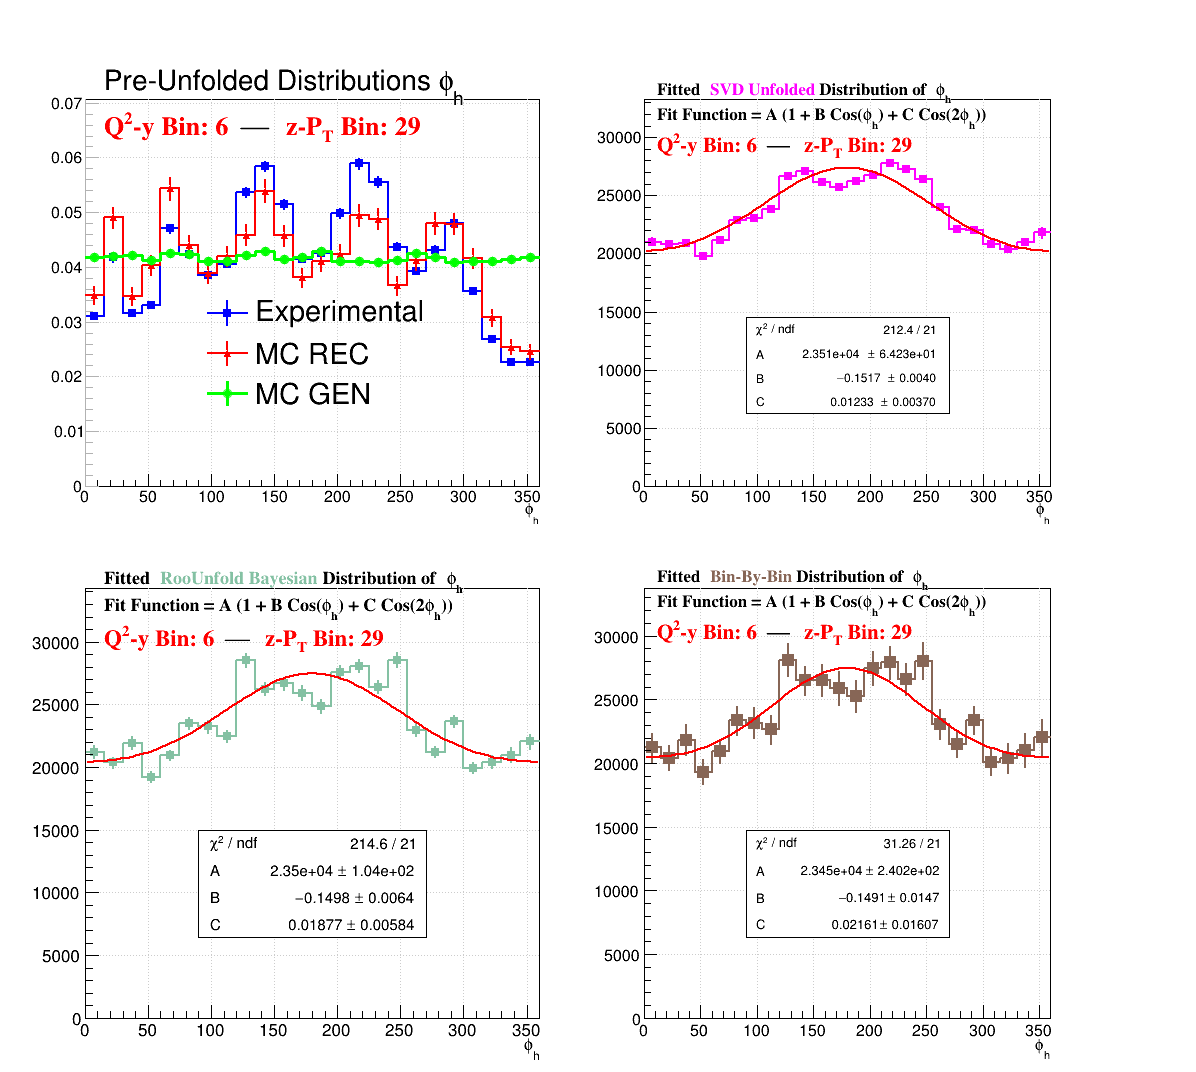 Pre-Unfolded Distributions ϕh
Q²-y Bin: 6 — z-PT Bin: 29
0.07
0.06
0.05
0.04
0.03
0.02
0.01
0
Experimental
MC REC
MC GEN
0 50 100 150 200 250 300 350
ϕh
Fitted SVD Unfolded Distribution of ϕh
Fit Function = A (1 + B Cos(ϕh) + C Cos(2ϕh))
Q²-y Bin: 6 — z-PT Bin: 29
30000
25000
20000
15000
10000
5000
0
χ² / ndf 212.4 / 21
A 2.351e+04 ± 6.423e+01
B −0.1517 ± 0.0040
C 0.01233 ± 0.00370
0 50 100 150 200 250 300 350
ϕh
Fitted RooUnfold Bayesian Distribution of ϕh
Fit Function = A (1 + B Cos(ϕh) + C Cos(2ϕh))
Q²-y Bin: 6 — z-PT Bin: 29
30000
25000
20000
15000
10000
5000
0
χ² / ndf 214.6 / 21
A 2.35e+04 ± 1.04e+02
B −0.1498 ± 0.0064
C 0.01877 ± 0.00584
0 50 100 150 200 250 300 350
ϕh
Fitted Bin-By-Bin Distribution of ϕh
Fit Function = A (1 + B Cos(ϕh) + C Cos(2ϕh))
Q²-y Bin: 6 — z-PT Bin: 29
30000
25000
20000
15000
10000
5000
0
χ² / ndf 31.26 / 21
A 2.345e+04 ± 2.402e+02
B −0.1491 ± 0.0147
C 0.02161 ± 0.01607
0 50 100 150 200 250 300 350
ϕh